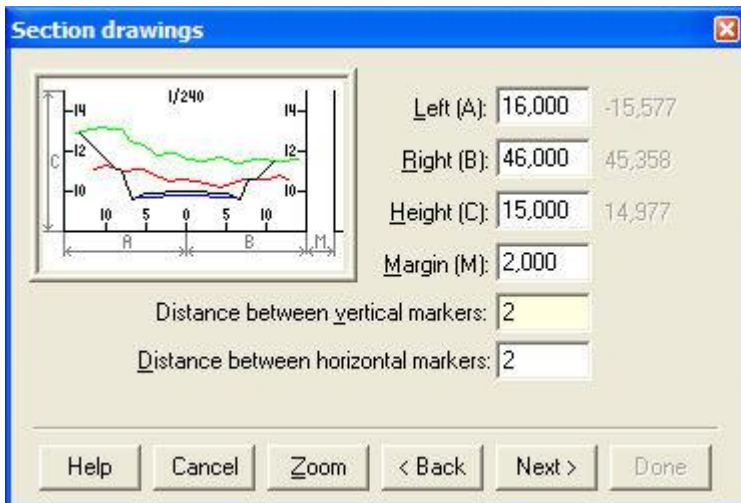 Section drawings
1/240
14 14
12 12
10 10
10 5 0 5 10
C
A B M
Left (A): 16,000 -15,577
Right (B): 46,000 45,358
Height (C): 15,000 14,977
Margin (M): 2,000
Distance between vertical markers: 2
Distance between horizontal markers: 2
Help Cancel Zoom < Back Next > Done